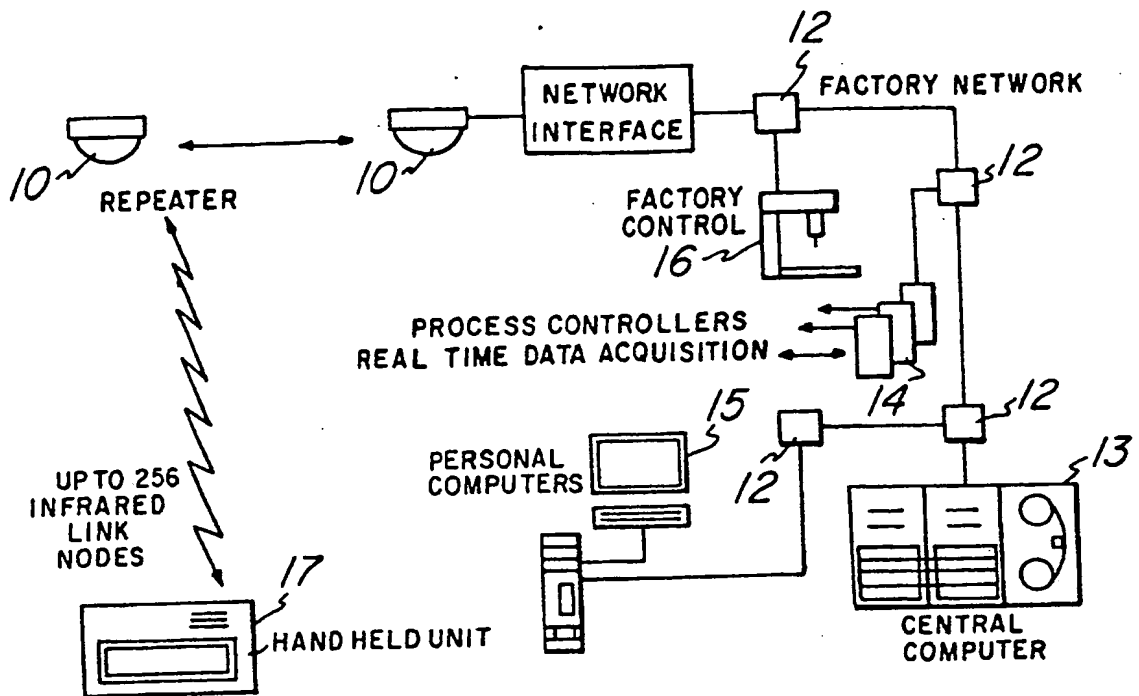 12
NETWORK
INTERFACE
FACTORY NETWORK
10
10
12
REPEATER
FACTORY
CONTROL
16
PROCESS CONTROLLERS
REAL TIME DATA ACQUISITION
14
12
15
12
PERSONAL
COMPUTERS
13
UP TO 256
INFRARED
LINK
NODES
17
HAND HELD UNIT
CENTRAL
COMPUTER